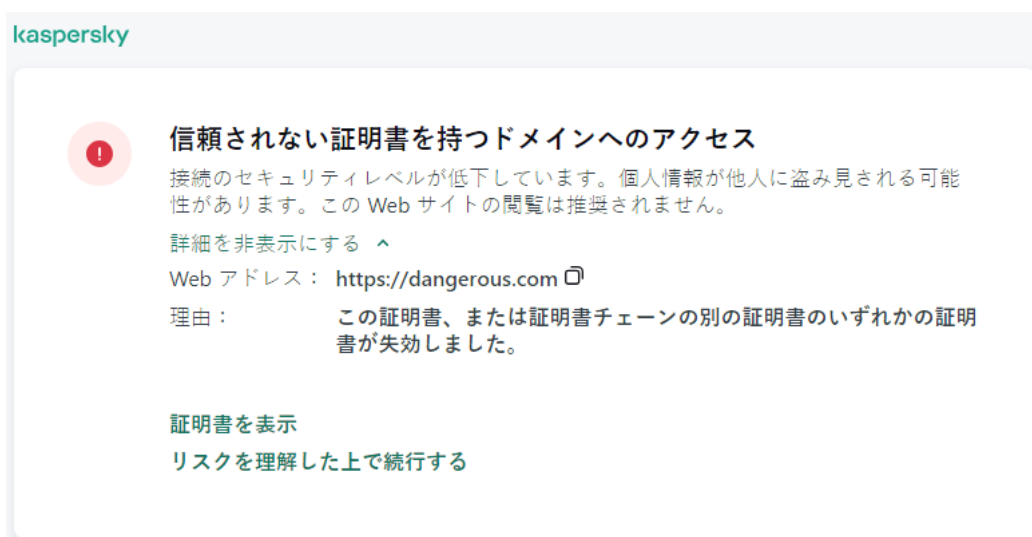 kaspersky
信頼されない証明書を持つドメインへのアクセス
接続のセキュリティレベルが低下しています。個人情報が他人に盗み見される可能
性があります。この Web サイトの閲覧は推奨されません。
詳細を非表示にする
Web アドレス： https://dangerous.com
理由： この証明書、または証明書チェーンの別の証明書のいずれかの証明
書が失効しました。
証明書を表示
リスクを理解した上で続行する